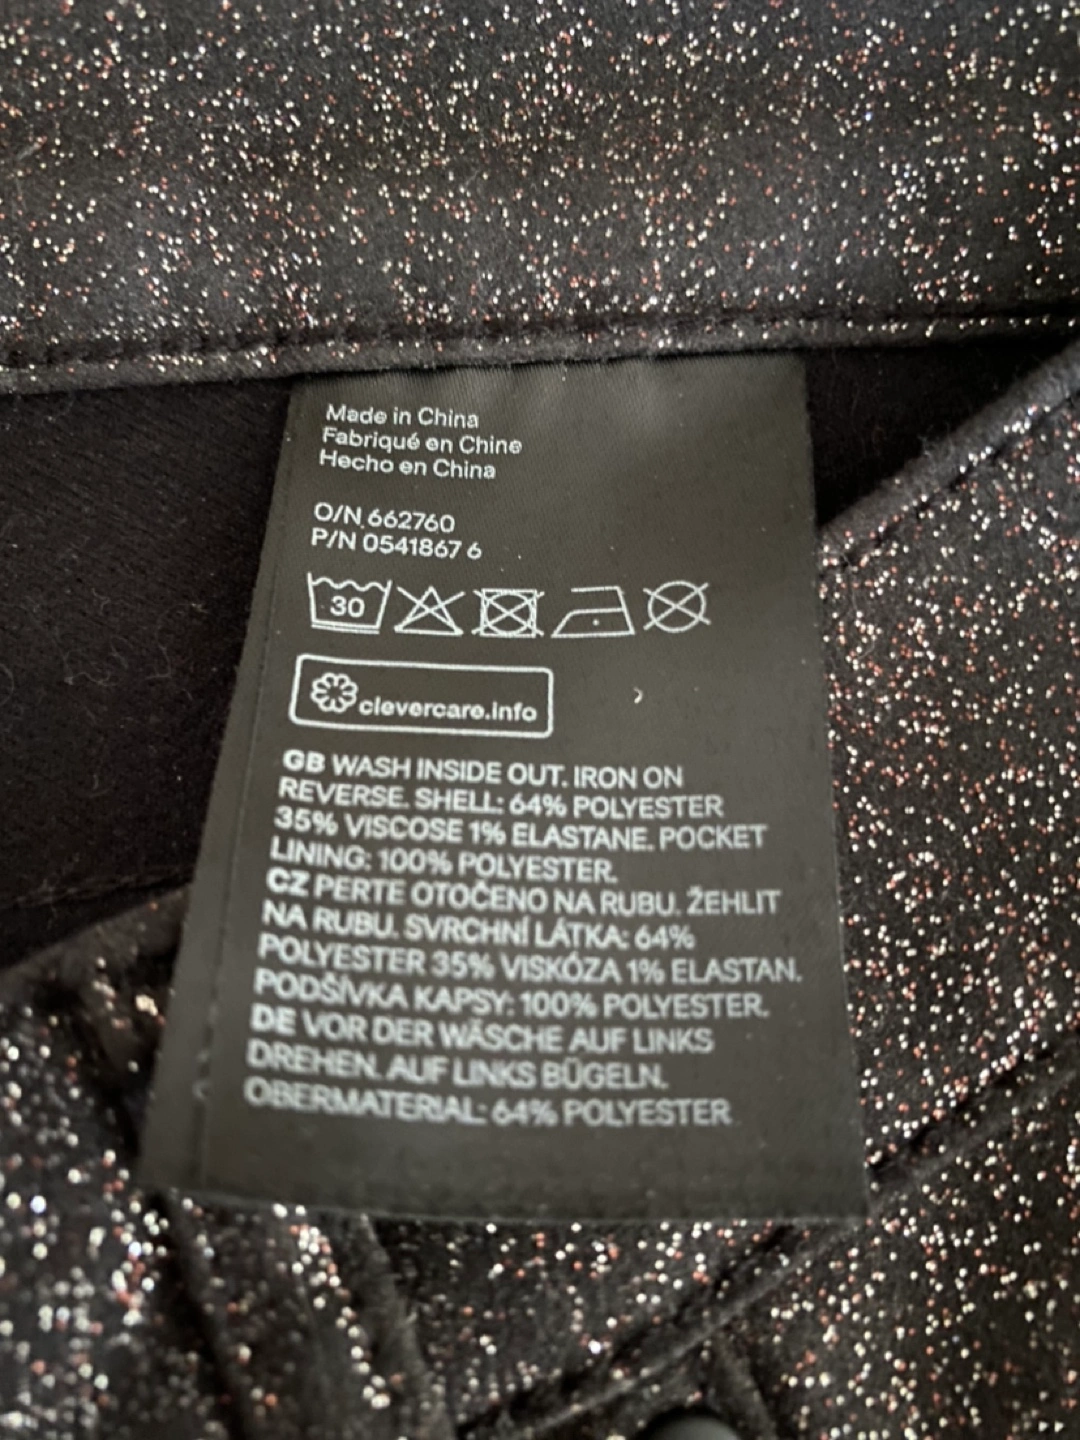 Made in China
Fabriqué en Chine
Hecho en China
O/N 662760
P/N 0541867 6
30
clevercare.info
GB WASH INSIDE OUT. IRON ON
REVERSE. SHELL: 64% POLYESTER
35% VISCOSE 1% ELASTANE. POCKET
LINING: 100% POLYESTER.
CZ PERTE OTOČENO NA RUBU. ŽEHLIT
NA RUBU. SVRCHNÍ LÁTKA: 64%
POLYESTER 35% VISKÓZA 1% ELASTAN.
PODŠÍVKA KAPSY: 100% POLYESTER.
DE VOR DER WÄSCHE AUF LINKS
DREHEN. AUF LINKS BÜGELN.
OBERMATERIAL: 64% POLYESTER